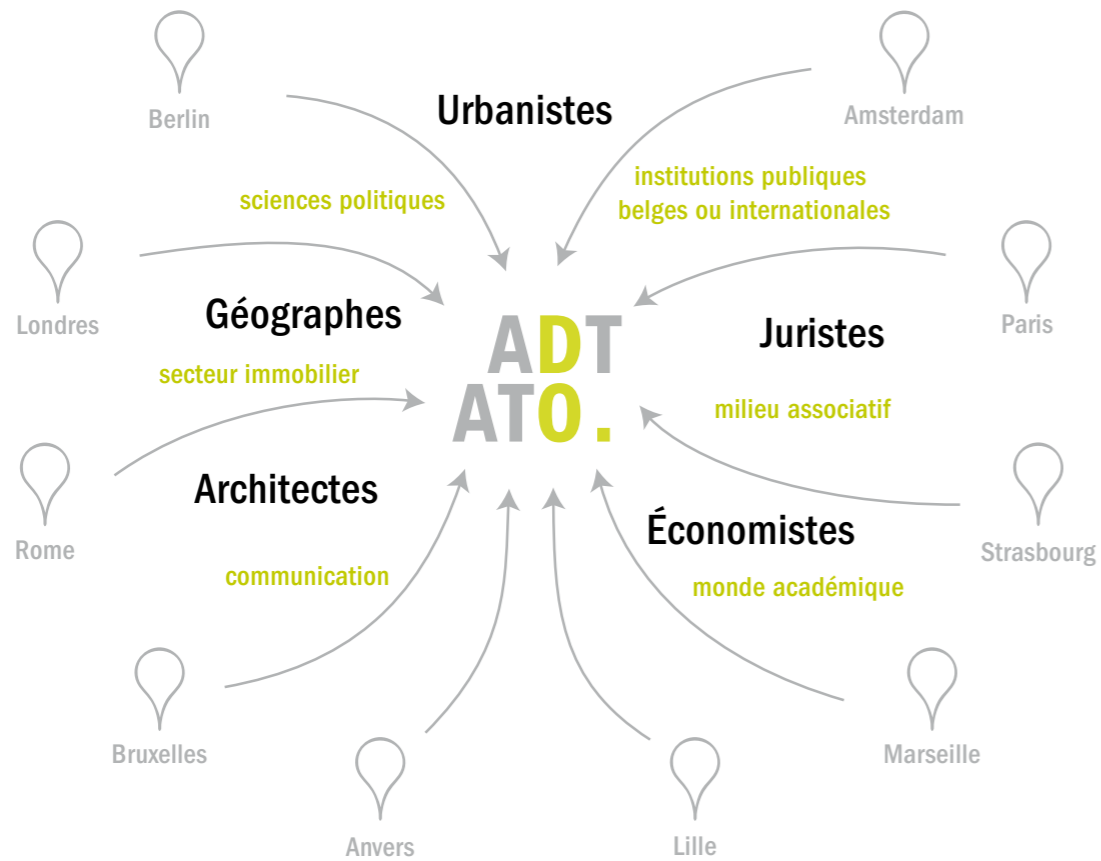 Berlin
Urbanistes
Amsterdam
sciences politiques
institutions publiques
belges ou internationales
Londres
Géographes
Paris
ADT
ATO.
Juristes
secteur immobilier
milieu associatif
Rome
Architectes
Économistes
Strasbourg
communication
monde académique
Bruxelles
Marseille
Anvers
Lille